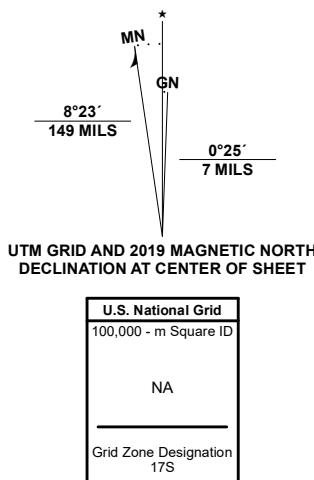 ★
MN
GN
8°23´
149 MILS
0°25´
7 MILS
UTM GRID AND 2019 MAGNETIC NORTH
DECLINATION AT CENTER OF SHEET
U.S. National Grid
100,000 - m Square ID
NA
Grid Zone Designation
17S